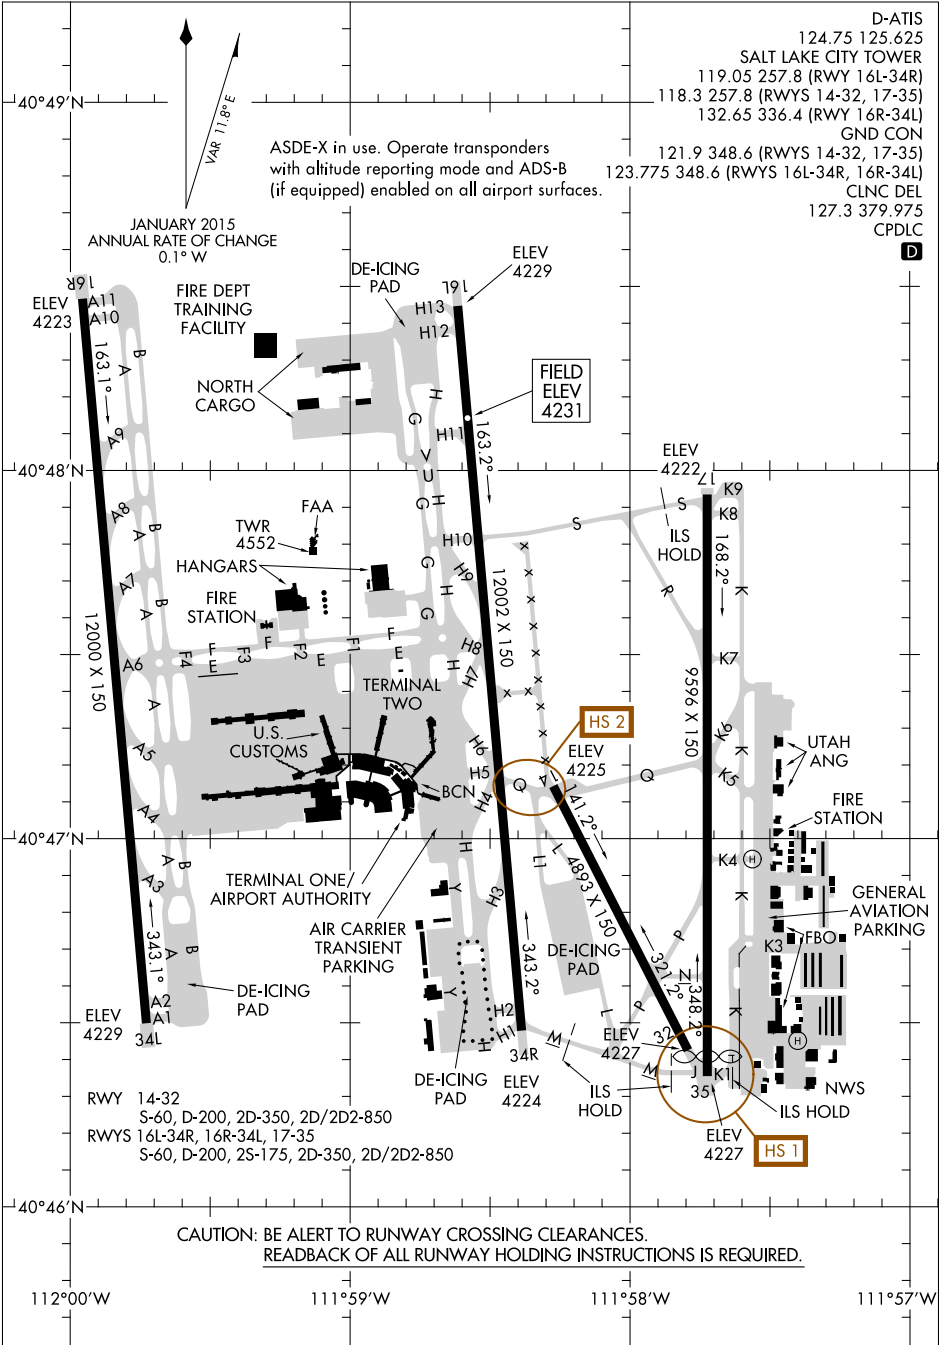 D-ATIS
124.75 125.625
SALT LAKE CITY TOWER
119.05 257.8 (RWY 16L-34R)
118.3 257.8 (RWYS 14-32, 17-35)
132.65 336.4 (RWY 16R-34L)
GND CON
121.9 348.6 (RWYS 14-32, 17-35)
123.775 348.6 (RWYS 16L-34R, 16R-34L)
CLNC DEL
127.3 379.975
CPDLC
D
40°49'N
VAR 11.8° E
ASDE-X in use. Operate transponders
with altitude reporting mode and ADS-B
(if equipped) enabled on all airport surfaces.
JANUARY 2015
ANNUAL RATE OF CHANGE
0.1° W
DE-ICING
PAD
ELEV
4229
16R
16L
A11
A10
ELEV
4223
FIRE DEPT
TRAINING
FACILITY
H13
H12
B
A
163.1°
NORTH
CARGO
FIELD
ELEV
4231
H
G
A9
H11
163.2°
40°48'N
V
U
ELEV
4222
17
K9
K8
ILS
HOLD
G
H
S
A8
B
A
FAA
TWR
4552
H10
168.2°
HANGARS
G
H9
A7
B
A
FIRE
STATION
H
G
R
K
12000 X 150
12002 X 150
9596 X 150
F
F
F1
F
F4
F3
F2
E
E
E
A6
H8
H
H7
K7
TERMINAL
TWO
A
HS 2
U.S.
CUSTOMS
A5
H6
H5
H4
ELEV
4225
K6
K
K5
UTAH
ANG
Q
14
Q
BCN
141.2°
A4
FIRE
STATION
40°47'N
H
L
L1
4893 X 150
K4
H
A
B
A3
TERMINAL ONE/
AIRPORT AUTHORITY
Y
H3
K
GENERAL
AVIATION
PARKING
AIR CARRIER
TRANSIENT
PARKING
343.1°
A
B
343.2°
DE-ICING
PAD
P
321.2°
K3
FBO
N
348.2°
DE-ICING
PAD
Y
A2
A1
ELEV
4229
34L
H2
H1
H
34R
M
L
P
32
K
H
ELEV
4227
DE-ICING
PAD
ELEV
4224
ILS
HOLD
M
J
K1
35
ILS HOLD
NWS
RWY 14-32
S-60, D-200, 2D-350, 2D/2D2-850
RWYS 16L-34R, 16R-34L, 17-35
S-60, D-200, 2S-175, 2D-350, 2D/2D2-850
ELEV
4227
HS 1
40°46'N
CAUTION: BE ALERT TO RUNWAY CROSSING CLEARANCES.
READBACK OF ALL RUNWAY HOLDING INSTRUCTIONS IS REQUIRED.
112°00'W
111°59'W
111°58'W
111°57'W